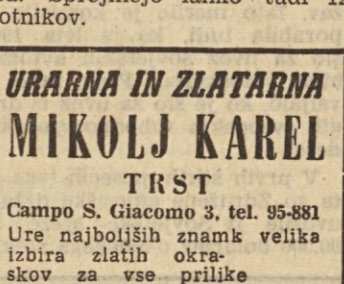 otnikov.
URARNA IN ZLATARNA
MIKOLJ KAREL
TRST
Campo S. Giacomo 3, tel. 95-881
Ure najboljših znamk velika
izbira zlatih okra-
skov za vse prilike